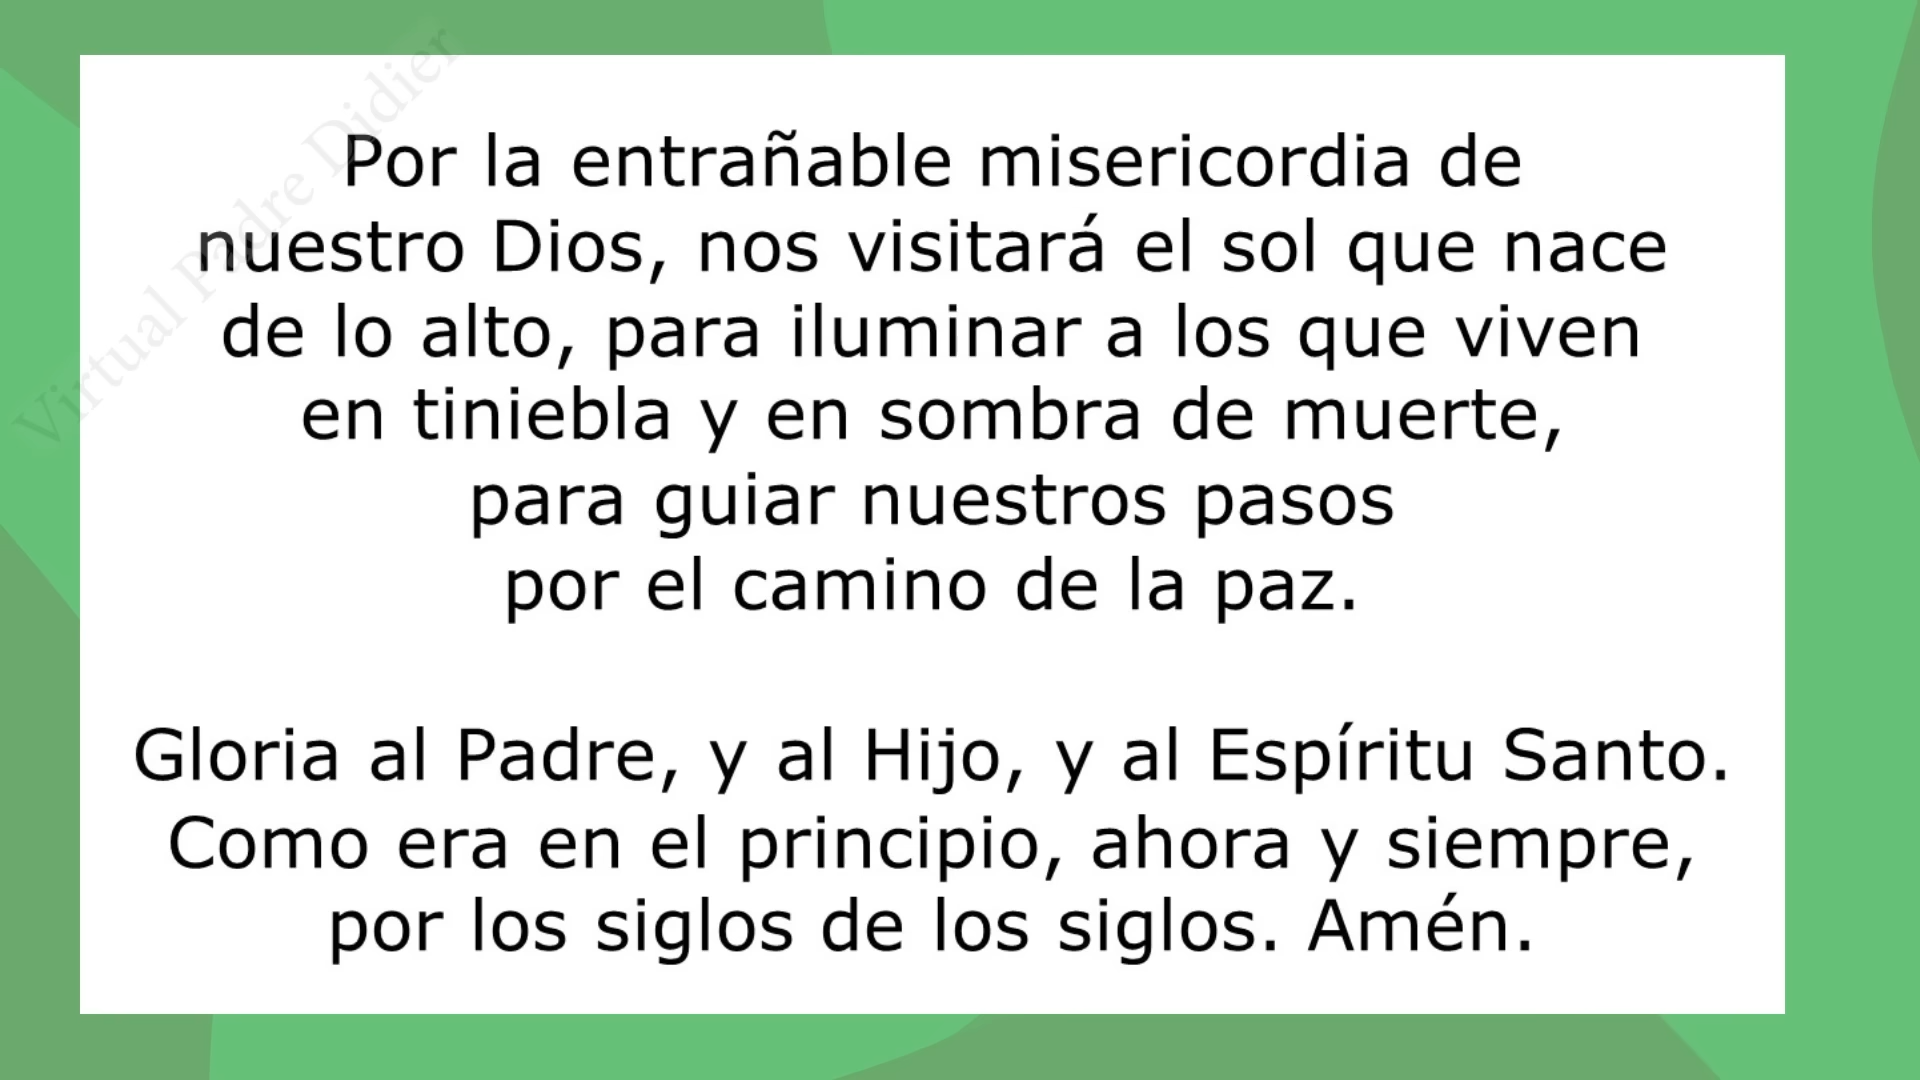 Virtual Padre Didier
Por la entrañable misericordia de
nuestro Dios, nos visitará el sol que nace
de lo alto, para iluminar a los que viven
en tiniebla y en sombra de muerte,
para guiar nuestros pasos
por el camino de la paz.
Gloria al Padre, y al Hijo, y al Espíritu Santo.
Como era en el principio, ahora y siempre,
por los siglos de los siglos. Amén.